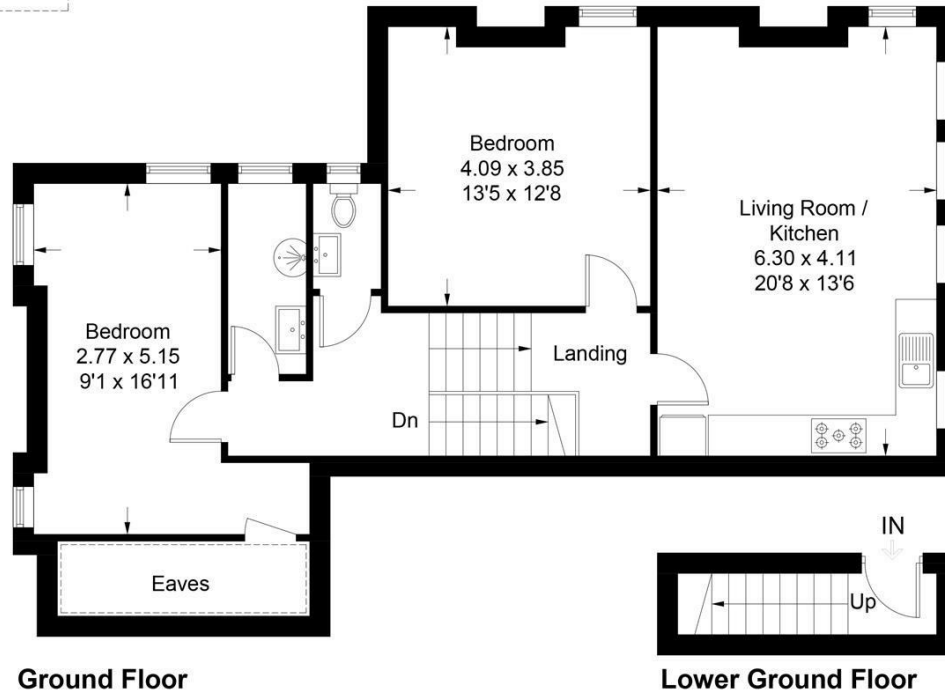 Bedroom
4.09 x 3.85
13'5 x 12'8
Living Room /
Kitchen
6.30 x 4.11
20'8 x 13'6
Bedroom
2.77 x 5.15
9'1 x 16'11
Landing
Dn
Eaves
IN
Up
Ground Floor
Lower Ground Floor